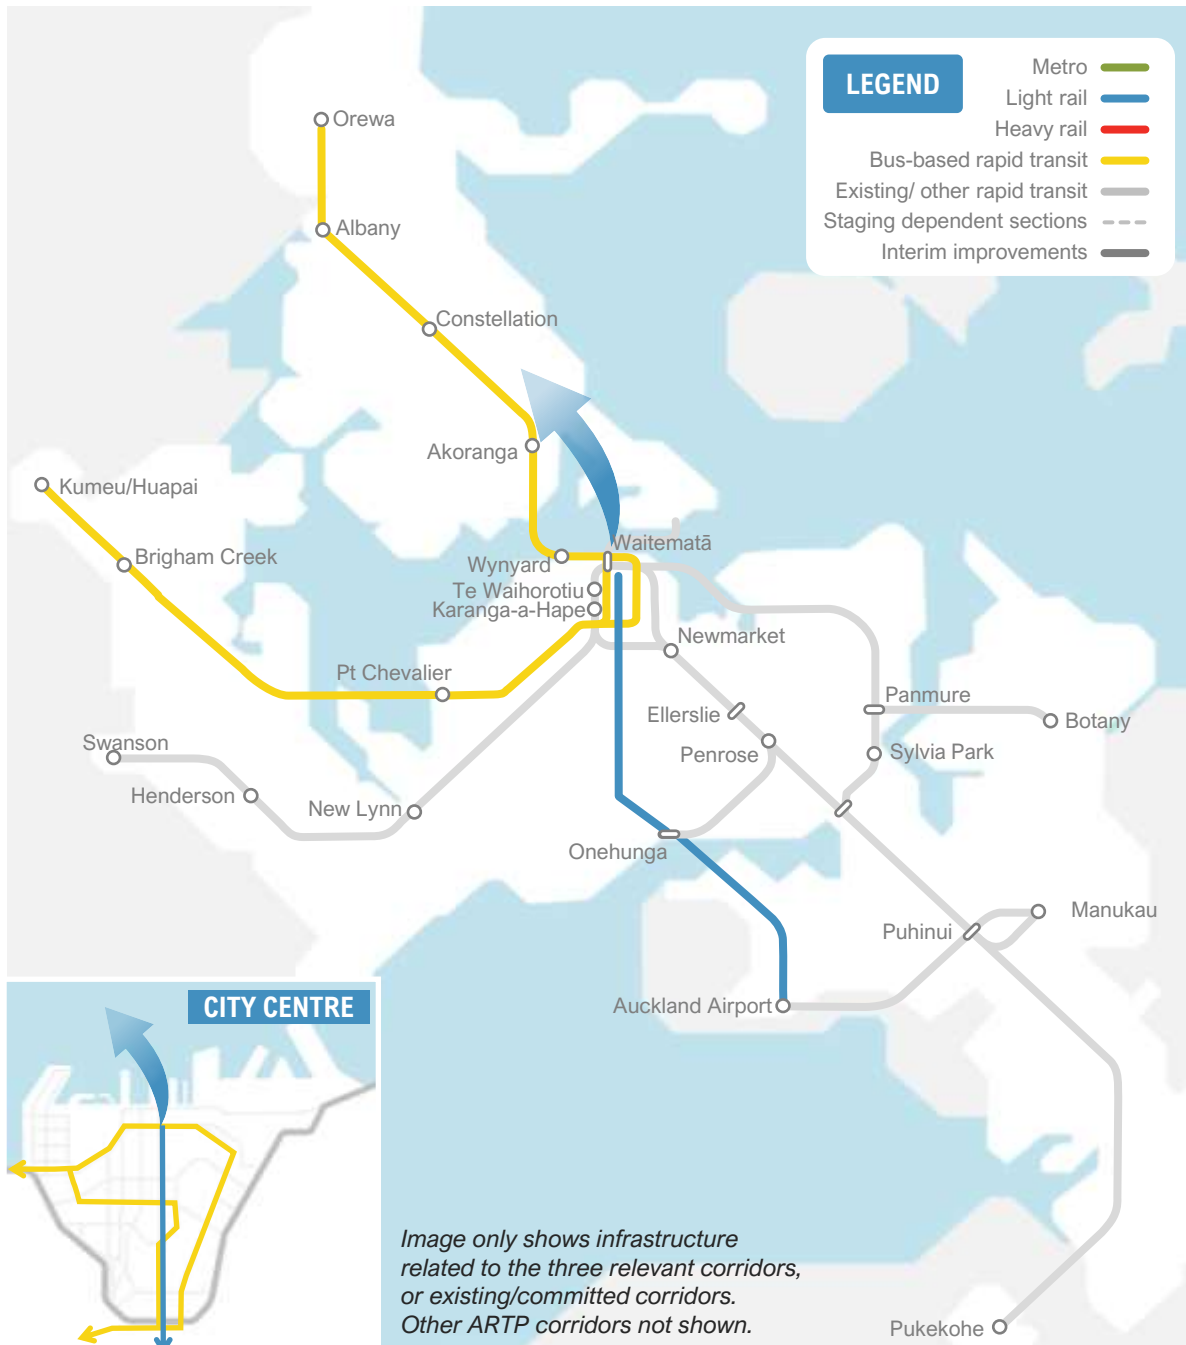 LEGEND
Metro
Light rail
Heavy rail
Bus-based rapid transit
Existing/ other rapid transit
Staging dependent sections
Interim improvements
Orewa
Albany
Constellation
Akoranga
Kumeu/Huapai
Brigham Creek
Waitematā
Wynyard
Te Waihorotiu
Karanga-a-Hape
Newmarket
Pt Chevalier
Ellerslie
Panmure
Botany
Swanson
Penrose
Sylvia Park
Henderson
New Lynn
Onehunga
Manukau
Puhinui
Auckland Airport
CITY CENTRE
Image only shows infrastructure
related to the three relevant corridors,
or existing/committed corridors.
Other ARTP corridors not shown.
Pukekohe